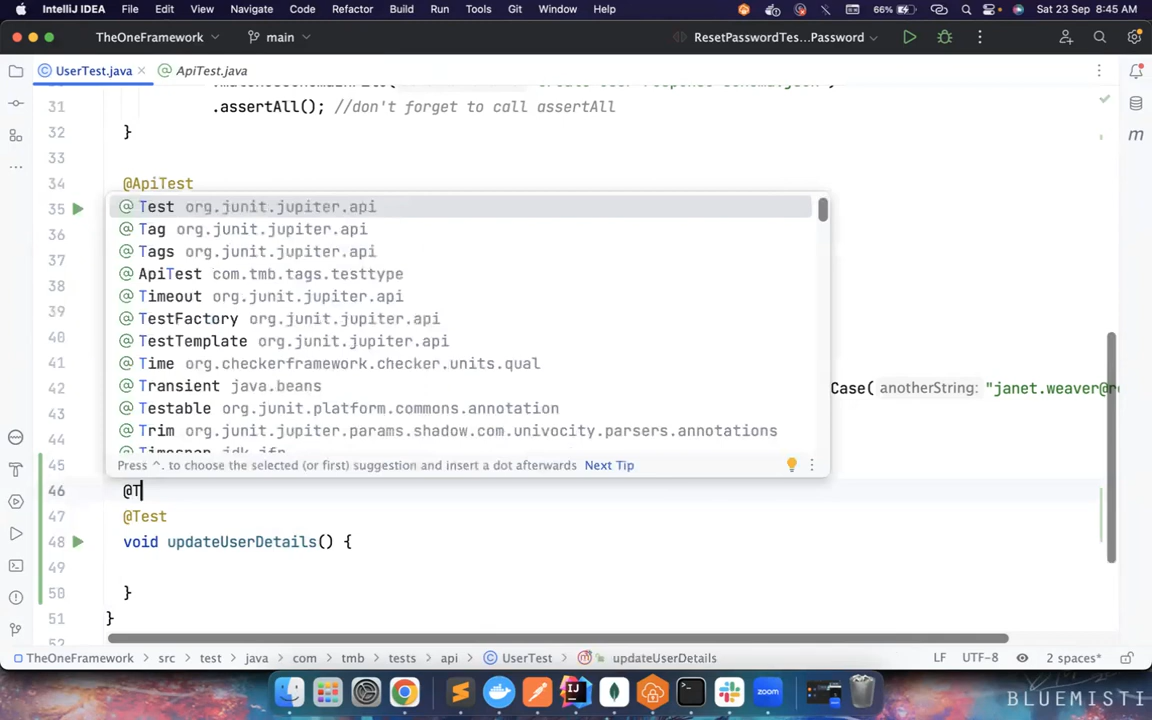 IntelliJ IDEA File Edit View Navigate Code Refactor Build Run Tools Git Window Help 66% Sat 23 Sep 8:45 AM
TheOneFramework main ResetPasswordTes...Password
UserTest.java ApiTest.java
31 .assertAll(); //don't forget to call assertAll
32 }
33
34 @ApiTest
35 Test org.junit.jupiter.api
36 Tag org.junit.jupiter.api
37 Tags org.junit.jupiter.api
38 ApiTest com.tmb.tags.testtype
39 Timeout org.junit.jupiter.api
TestFactory org.junit.jupiter.api
40 TestTemplate org.junit.jupiter.api
41 Time org.checkerframework.checker.units.qual
42 Transient java.beans Case( anotherString: "janet.weaver@re
43 Testable org.junit.platform.commons.annotation
44 Trim org.junit.jupiter.params.shadow.com.univocity.parsers.annotations
45 Press ^. to choose the selected (or first) suggestion and insert a dot afterwards Next Tip
46 @T
47 @Test
48 void updateUserDetails() {
49
50 }
51 }
52
TheOneFramework > src > test > java > com > tmb > tests > api > UserTest > updateUserDetails LF UTF-8 2 spaces*
zoom
BLUEMISTI